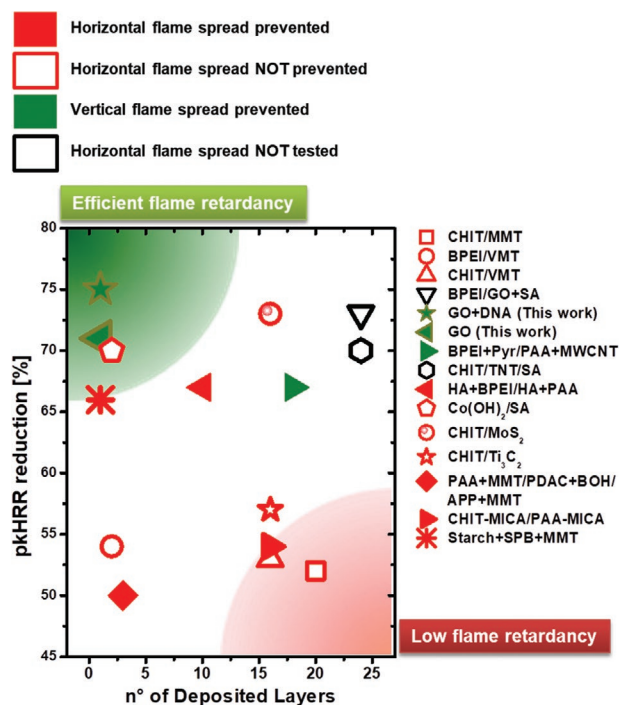 Horizontal flame spread prevented
Horizontal flame spread NOT prevented
Vertical flame spread prevented
Horizontal flame spread NOT tested
Efficient flame retardancy
80
75
70
65
60
55
50
45
pkHRR reduction [%]
0 5 10 15 20 25
n° of Deposited Layers
CHIT/MMT
BPEI/VMT
CHIT/VMT
BPEI/GO+SA
GO+DNA (This work)
GO (This work)
BPEI+Pyr/PAA+MWCNT
CHIT/TNT/SA
HA+BPEI/HA+PAA
Co(OH)₂/SA
CHIT/MoS₂
CHIT/Ti₃C₂
PAA+MMT/PDAC+BOH/
APP+MMT
CHIT-MICA/PAA-MICA
Starch+SPB+MMT
Low flame retardancy